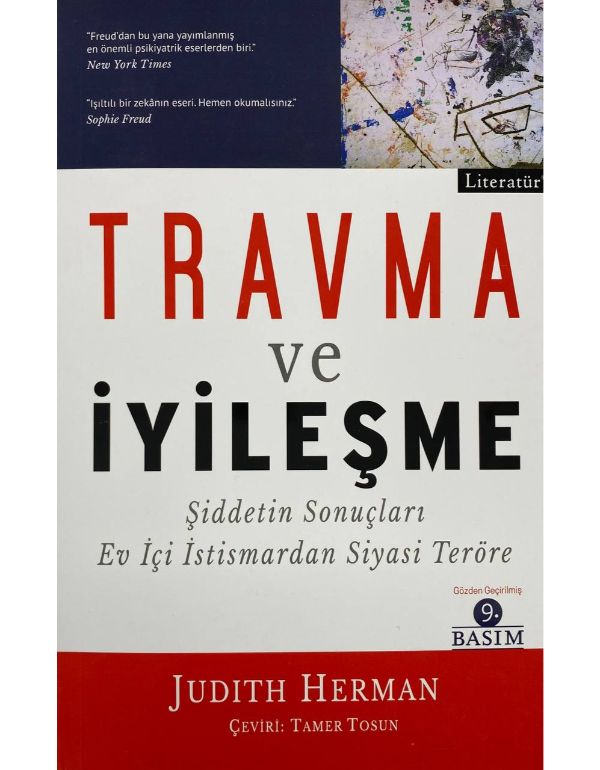 "Freud'dan bu yana yayımlanmış
en önemli psikiyatrik eserlerden biri."
New York Times
"Işıltılı bir zekânın eseri. Hemen okumalısınız."
Sophie Freud
Literatür
TRAVMA
ve
İYİLEŞME
Şiddetin Sonuçları
Ev İçi İstismardan Siyasi Teröre
Gözden Geçirilmiş
9.
BASIM
JUDITH HERMAN
ÇEVİRİ: TAMER TOSUN